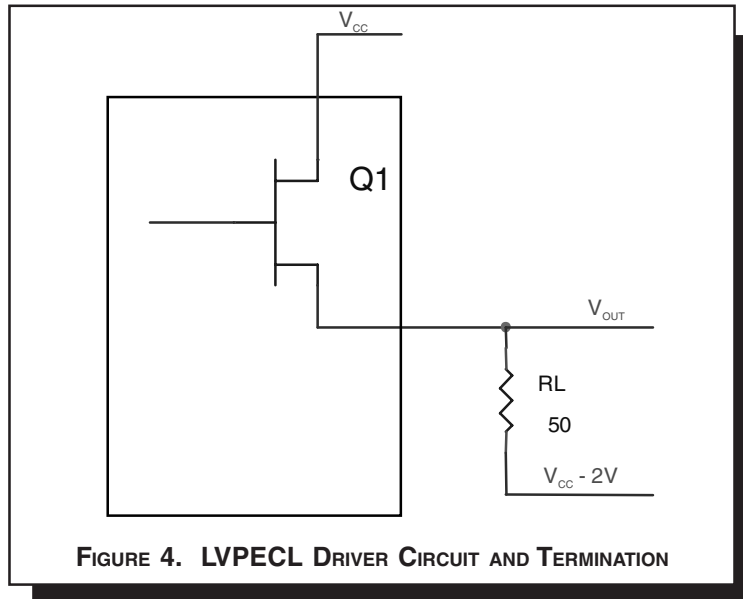 VCC
Q1
VOUT
RL
50
VCC - 2V
FIGURE 4. LVPECL DRIVER CIRCUIT AND TERMINATION